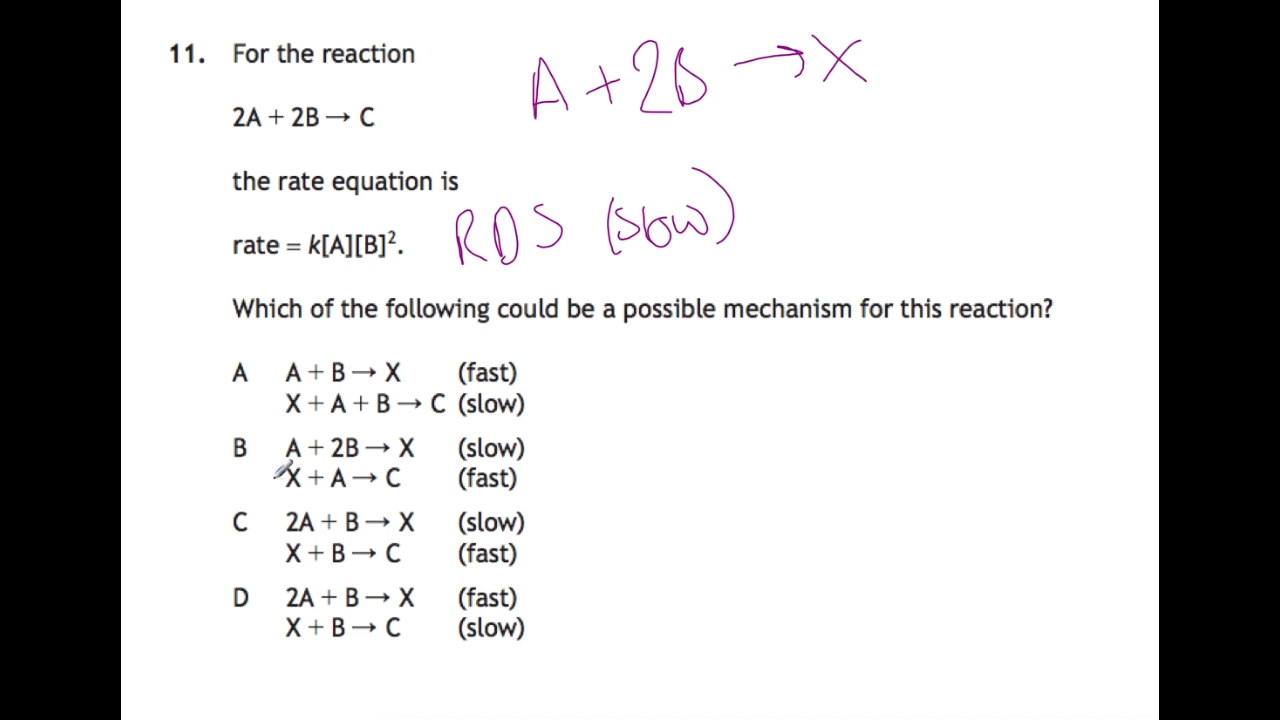 11. For the reaction
A + 2B → X
2A + 2B → C
the rate equation is
rate = k[A][B]². RDS (slow)
Which of the following could be a possible mechanism for this reaction?
A A + B → X (fast)
X + A + B → C (slow)
B A + 2B → X (slow)
X + A → C (fast)
C 2A + B → X (slow)
X + B → C (fast)
D 2A + B → X (fast)
X + B → C (slow)